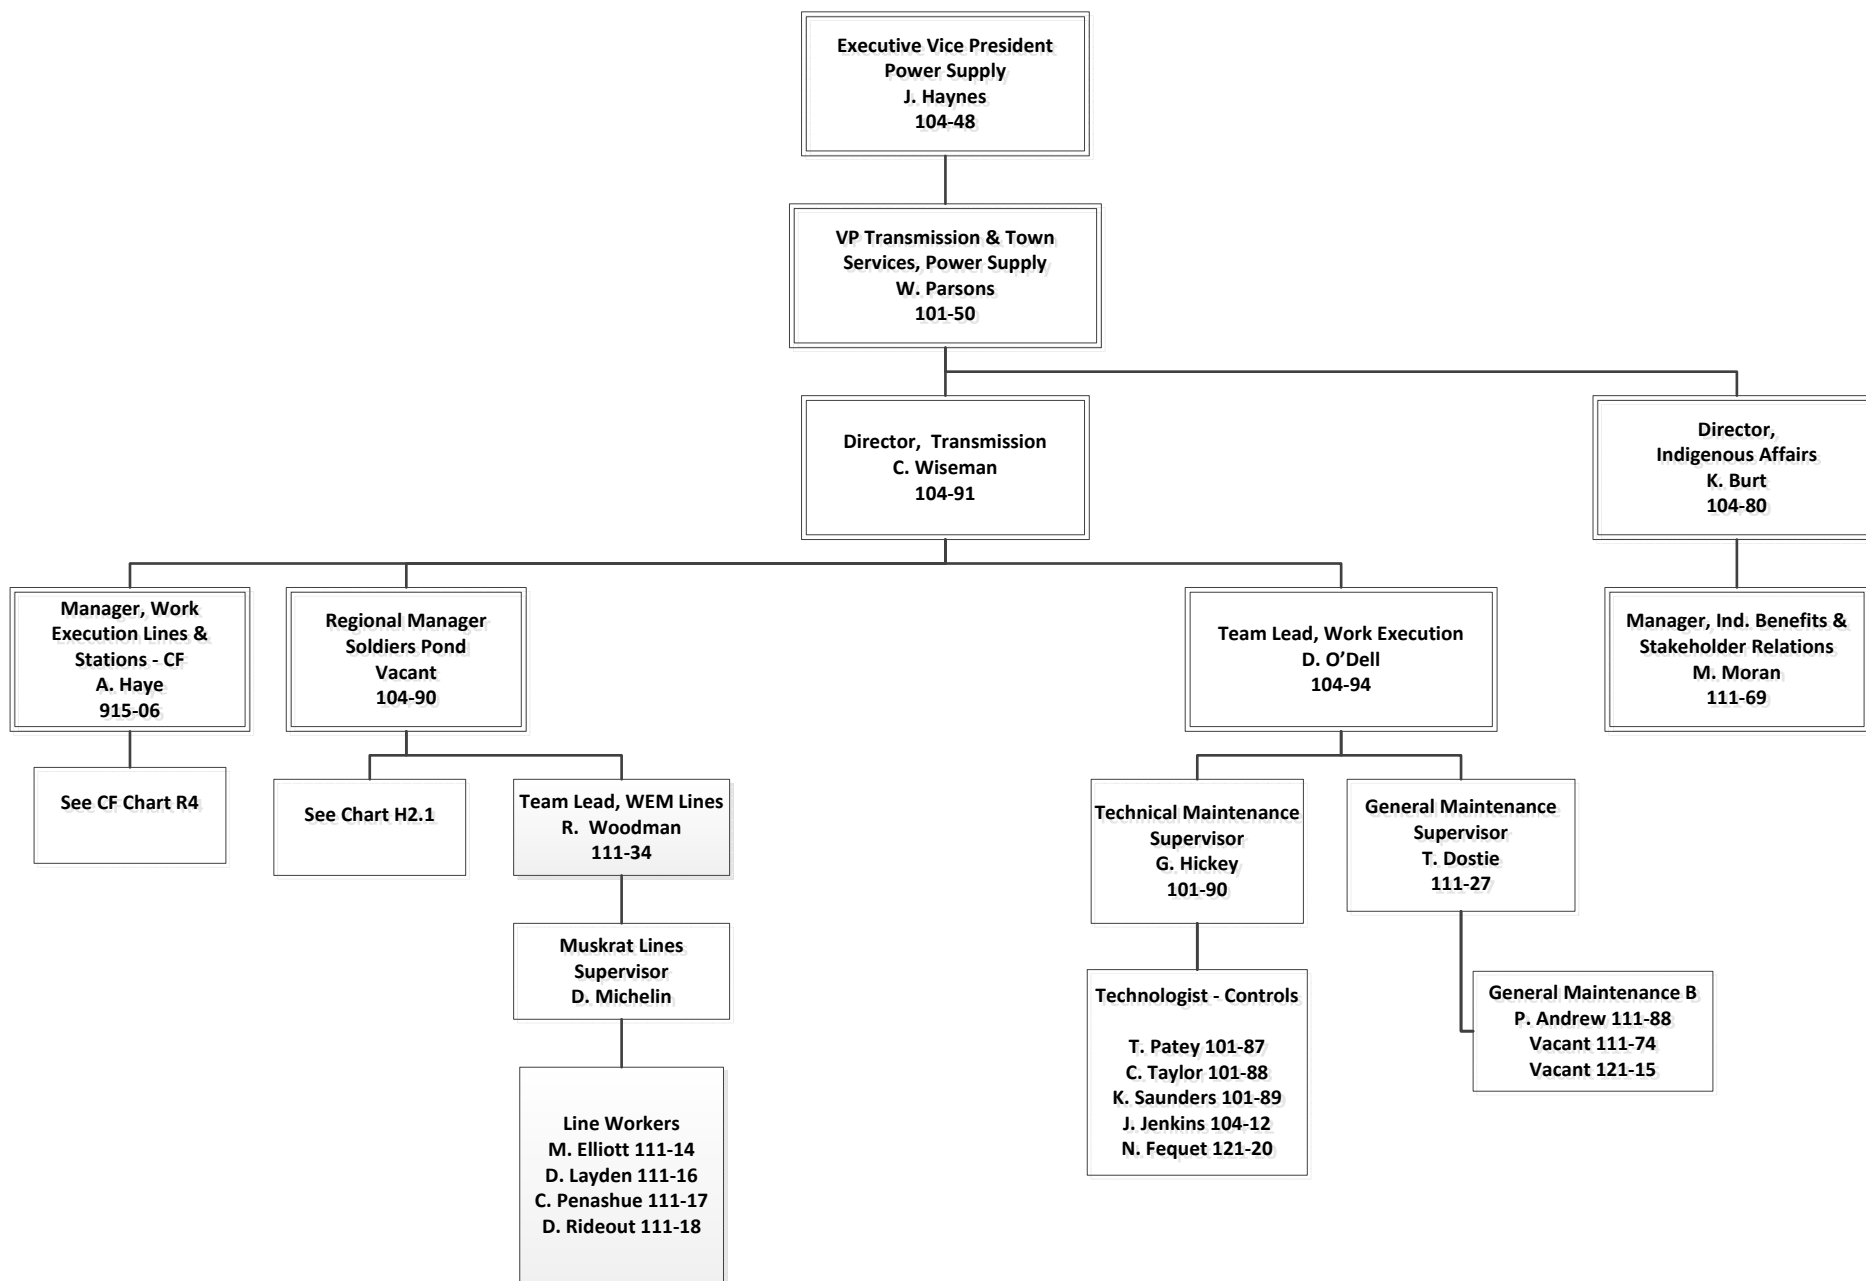 Executive Vice President
Power Supply
J. Haynes
104-48
VP Transmission & Town
Services, Power Supply
W. Parsons
101-50
Director, Transmission
C. Wiseman
104-91
Director,
Indigenous Affairs
K. Burt
104-80
Manager, Work
Execution Lines &
Stations - CF
A. Haye
915-06
Regional Manager
Soldiers Pond
Vacant
104-90
Team Lead, Work Execution
D. O’Dell
104-94
Manager, Ind. Benefits &
Stakeholder Relations
M. Moran
111-69
See CF Chart R4
See Chart H2.1
Team Lead, WEM Lines
R. Woodman
111-34
Technical Maintenance
Supervisor
G. Hickey
101-90
General Maintenance
Supervisor
T. Dostie
111-27
Muskrat Lines
Supervisor
D. Michelin
Technologist - Controls
T. Patey 101-87
C. Taylor 101-88
K. Saunders 101-89
J. Jenkins 104-12
N. Fequet 121-20
General Maintenance B
P. Andrew 111-88
Vacant 111-74
Vacant 121-15
Line Workers
M. Elliott 111-14
D. Layden 111-16
C. Penashue 111-17
D. Rideout 111-18